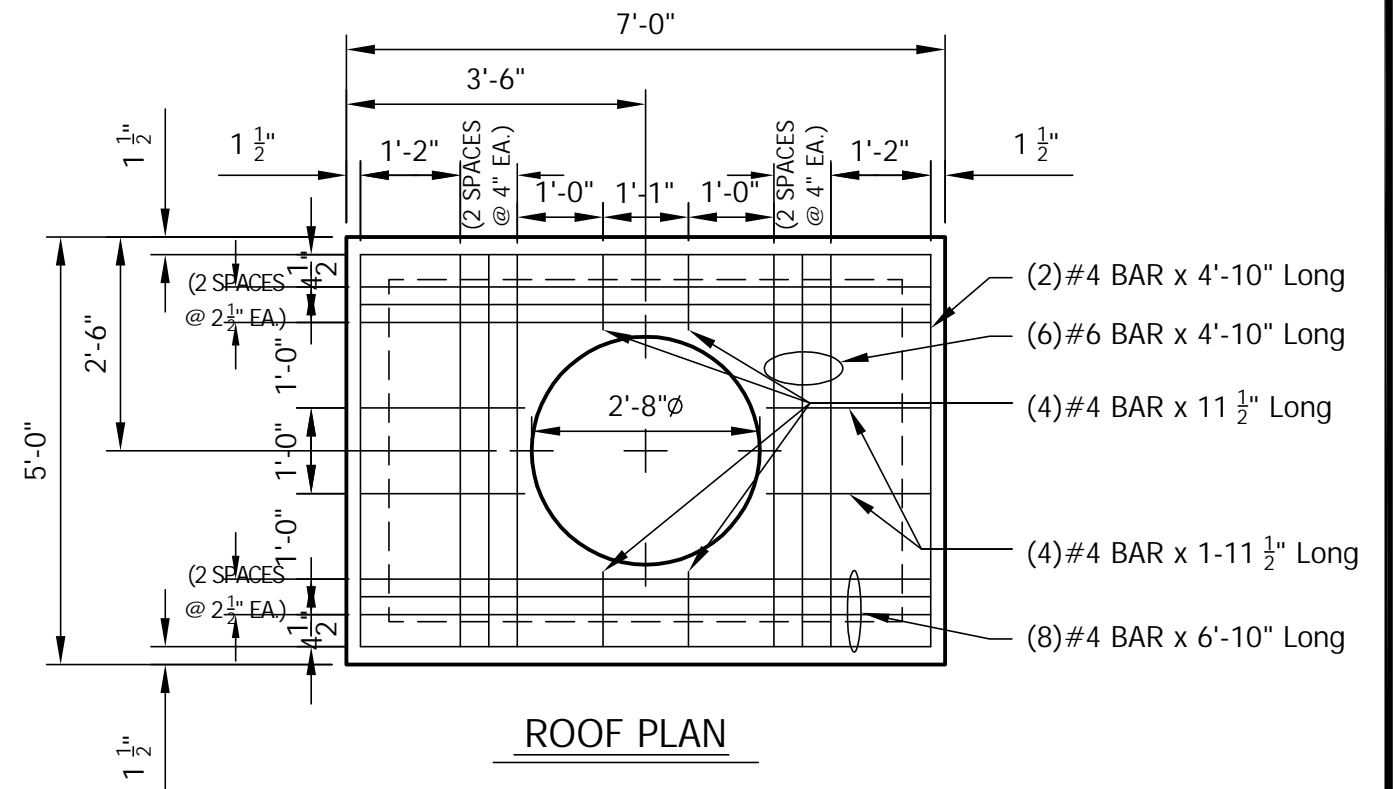 7'-0"
3'-6"
1 1/2"
1 1/2"
1'-2"
(2 SPACES
@ 4" EA.)
1'-0"
1'-1"
1'-0"
(2 SPACES
@ 4" EA.)
1'-2"
1 1/2"
(2 SPACES
@ 2 1/2" EA.)
4 1/2"
2'-6"
5'-0"
1'-0"
1'-0"
1'-0"
2'-8"Ø
(2 SPACES
@ 2 1/2" EA.)
4 1/2"
1 1/2"
(2)#4 BAR x 4'-10" Long
(6)#6 BAR x 4'-10" Long
(4)#4 BAR x 11 1/2" Long
(4)#4 BAR x 1-11 1/2" Long
(8)#4 BAR x 6'-10" Long
ROOF PLAN